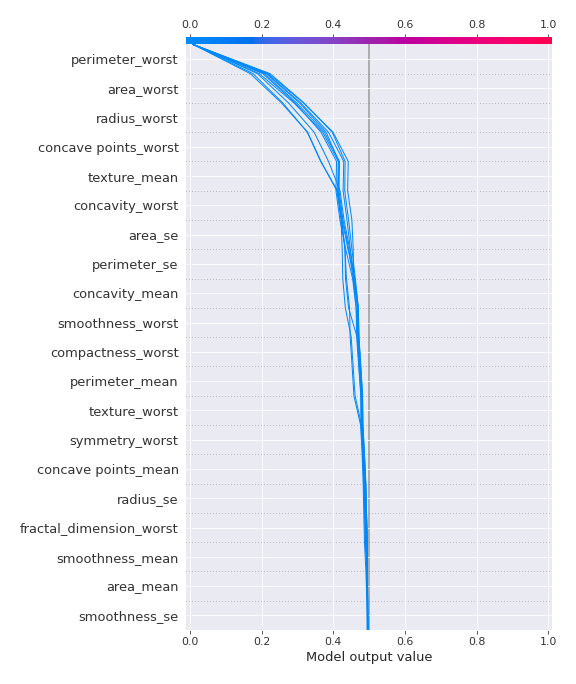 0.0 0.2 0.4 0.6 0.8 1.0
perimeter_worst
area_worst
radius_worst
concave points_worst
texture_mean
concavity_worst
area_se
perimeter_se
concavity_mean
smoothness_worst
compactness_worst
perimeter_mean
texture_worst
symmetry_worst
concave points_mean
radius_se
fractal_dimension_worst
smoothness_mean
area_mean
smoothness_se
0.0 0.2 0.4 0.6 0.8 1.0
Model output value